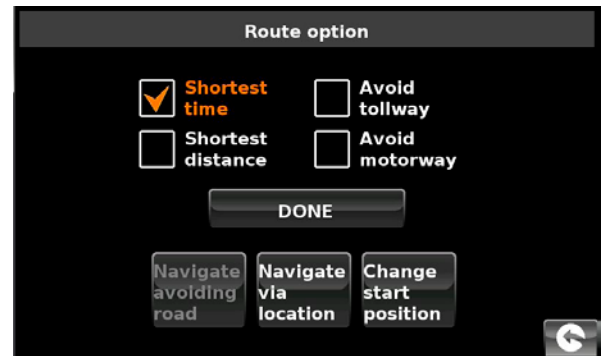 Route option
Shortest
time
Avoid
tollway
Shortest
distance
Avoid
motorway
DONE
Navigate
avolding
road
Navigate
via
location
Change
start
position